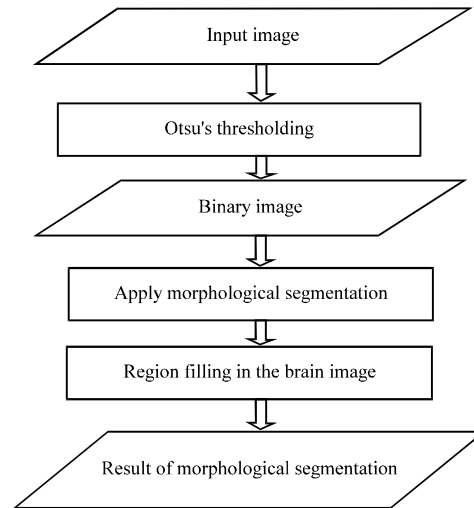 Input image
Otsu's thresholding
Binary image
Apply morphological segmentation
Region filling in the brain image
Result of morphological segmentation